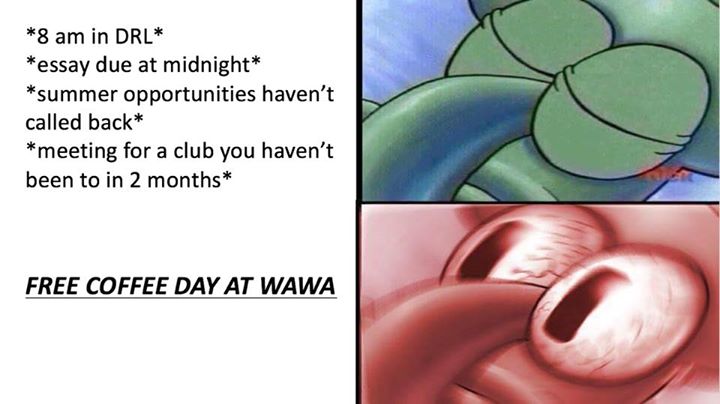 *8 am in DRL*
*essay due at midnight*
*summer opportunities haven’t
called back*
*meeting for a club you haven’t
been to in 2 months*
FREE COFFEE DAY AT WAWA